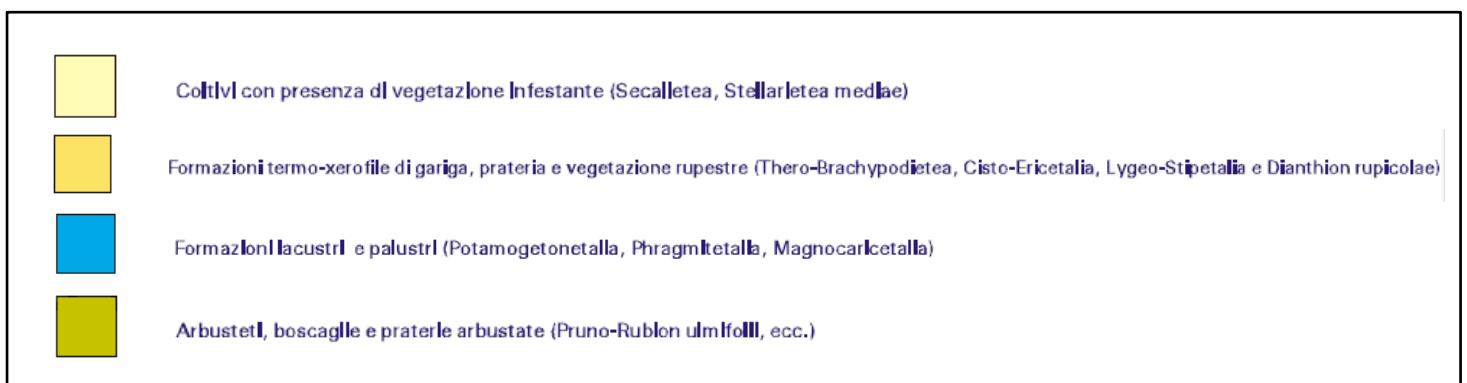 Coltivi con presenza di vegetazione infestante (Secalietea, Stellarietea mediae)
Formazioni termo-xerofile di gariga, prateria e vegetazione rupestre (Thero-Brachypodietea, Cisto-Ericetalia, Lygeo-Stipetalia e Dianthion rupicolae)
Formazioni lacustri e palustri (Potamogetonetalia, Phragmitetalia, Magnocaricetalia)
Arbusteti, boscaglie e praterie arbustate (Pruno-Rubion ulmifolii, ecc.)